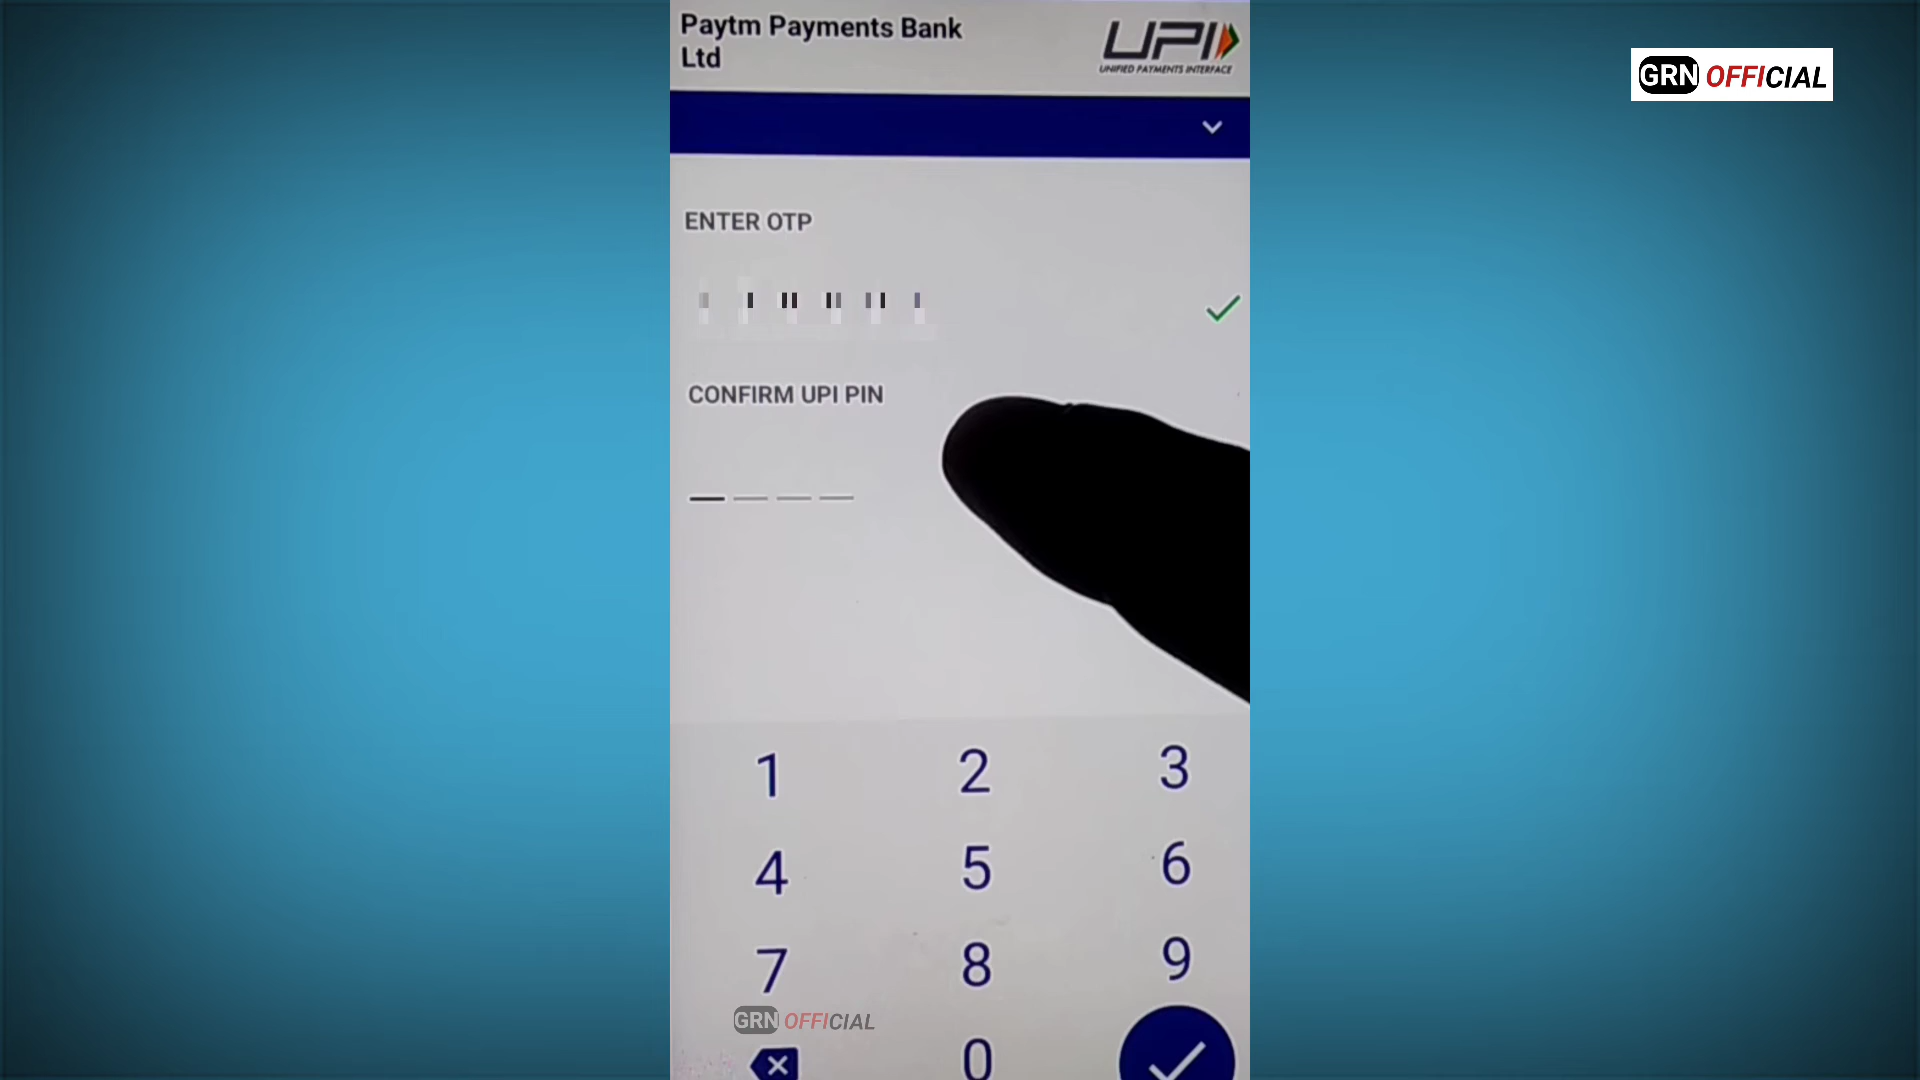 Paytm Payments Bank
Ltd
UPI
UNIFIED PAYMENTS INTERFACE
GRN OFFICIAL
ENTER OTP
CONFIRM UPI PIN
1 2 3
4 5 6
7 8 9
GRN OFFICIAL
0